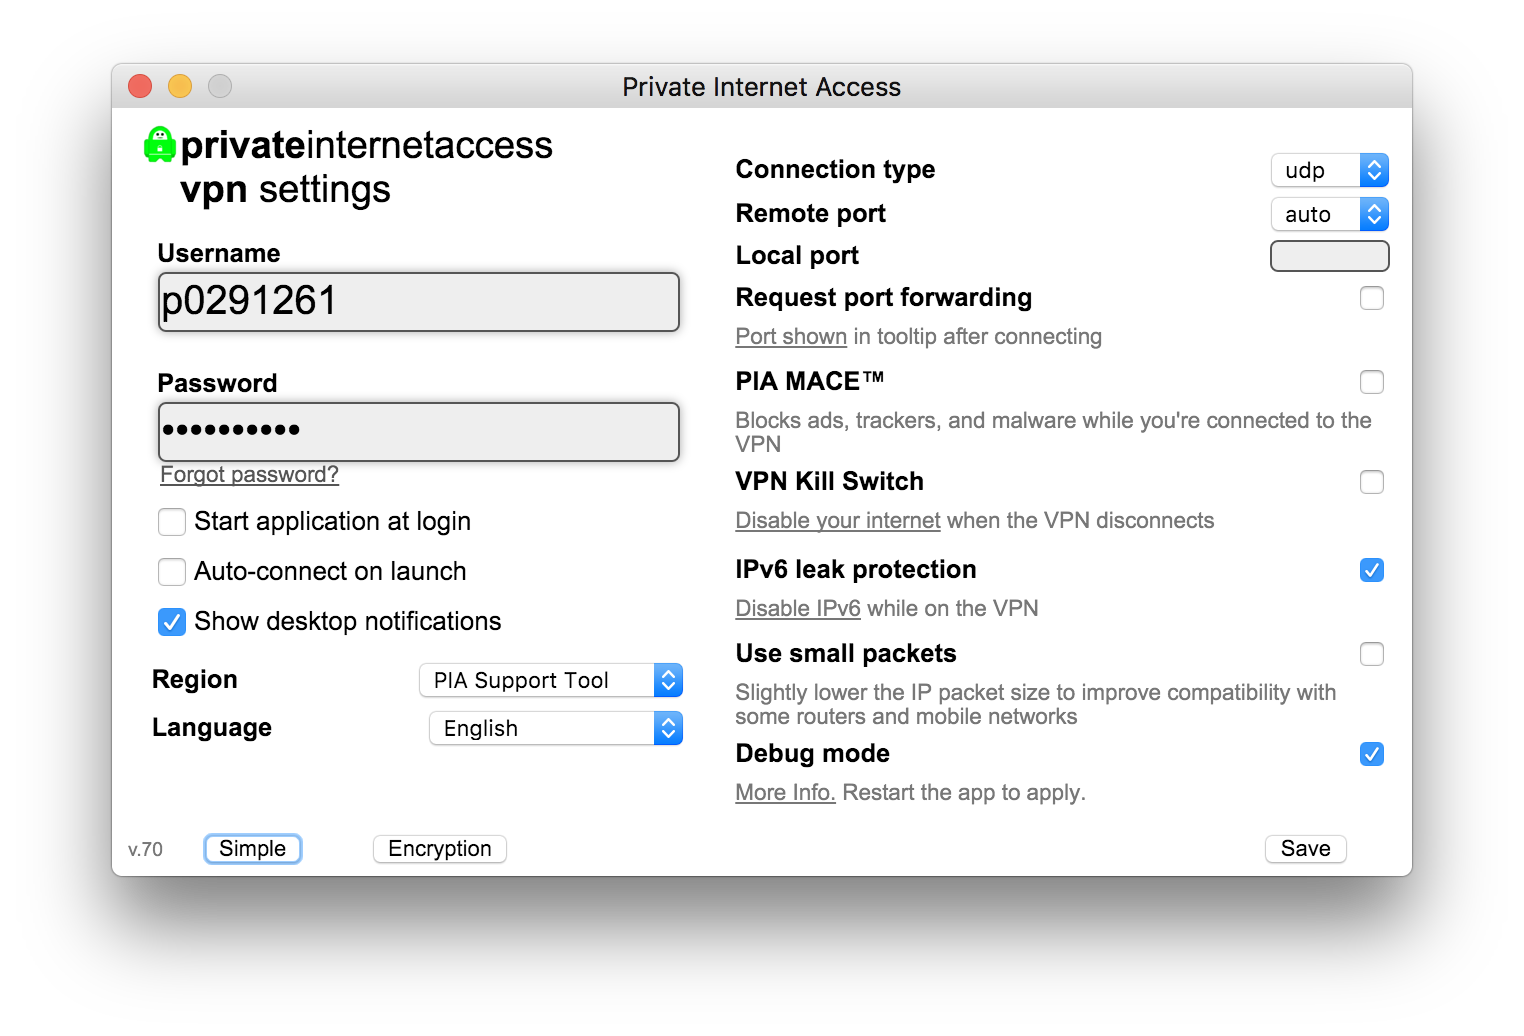 Private Internet Access
privateinternetaccess
vpn settings
Username
p0291261
Password
••••••••••
Forgot password?
Start application at login
Auto-connect on launch
Show desktop notifications
Region PIA Support Tool
Language English
Connection type udp
Remote port auto
Local port
Request port forwarding
Port shown in tooltip after connecting
PIA MACE™
Blocks ads, trackers, and malware while you're connected to the
VPN
VPN Kill Switch
Disable your internet when the VPN disconnects
IPv6 leak protection
Disable IPv6 while on the VPN
Use small packets
Slightly lower the IP packet size to improve compatibility with
some routers and mobile networks
Debug mode
More Info. Restart the app to apply.
v.70 Simple Encryption Save